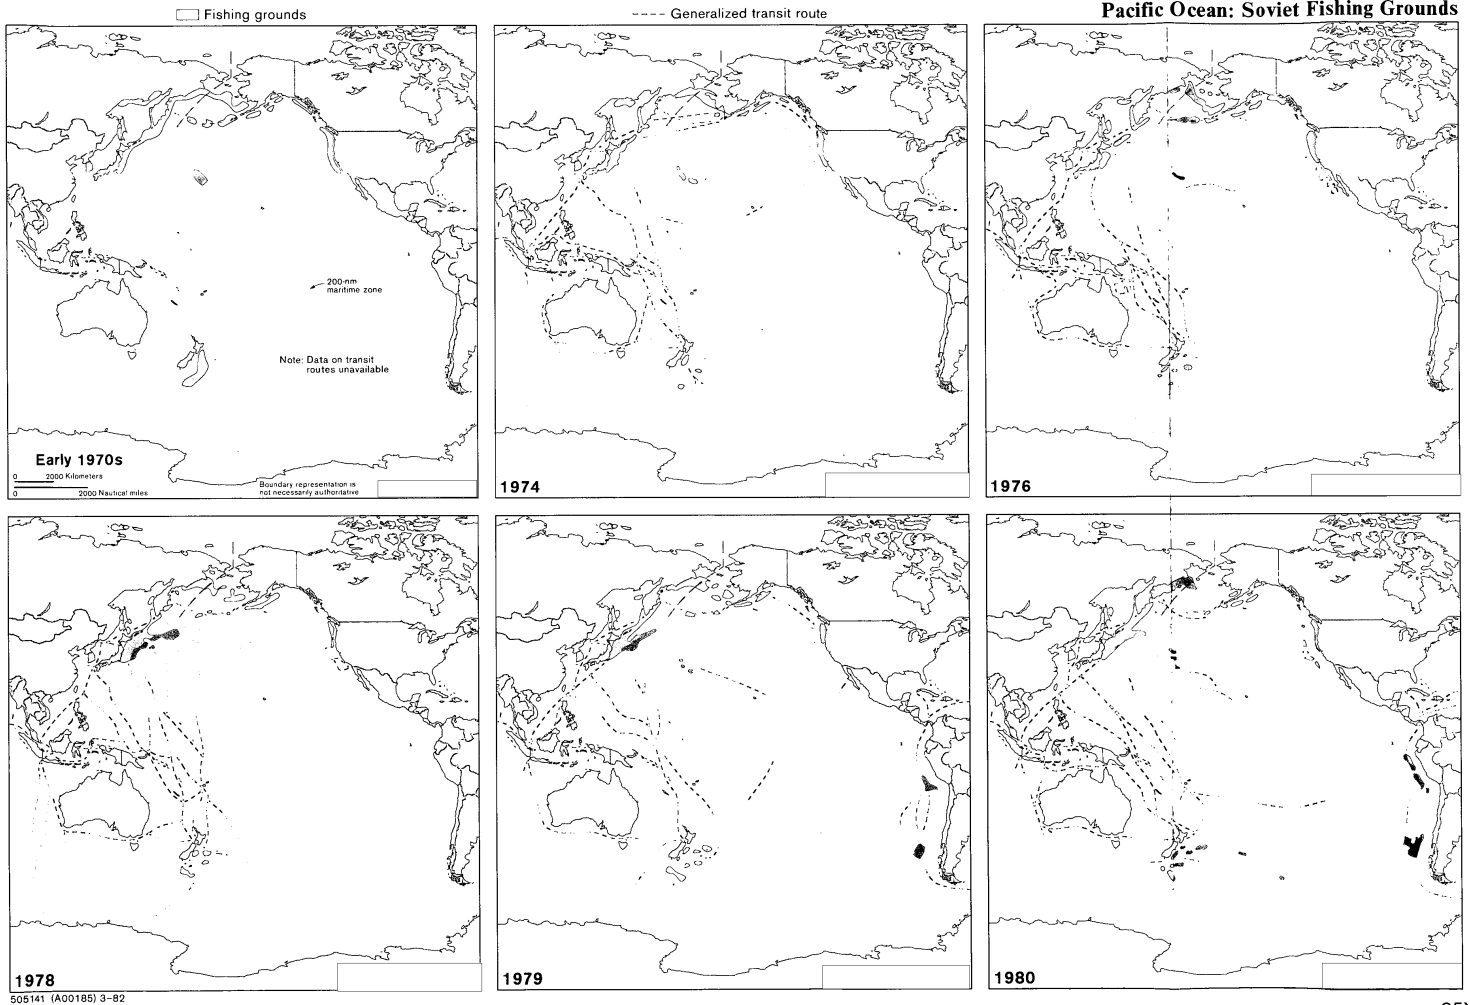 Fishing grounds
Generalized transit route
Pacific Ocean: Soviet Fishing Grounds
200-nm
maritime zone
Note: Data on transit
routes unavailable
Early 1970s
0 2000 Kilometers
0 2000 Nautical miles
Boundary representation is
not necessarily authoritative
1974
1976
1978
1979
1980
505141 (A00185) 3-82